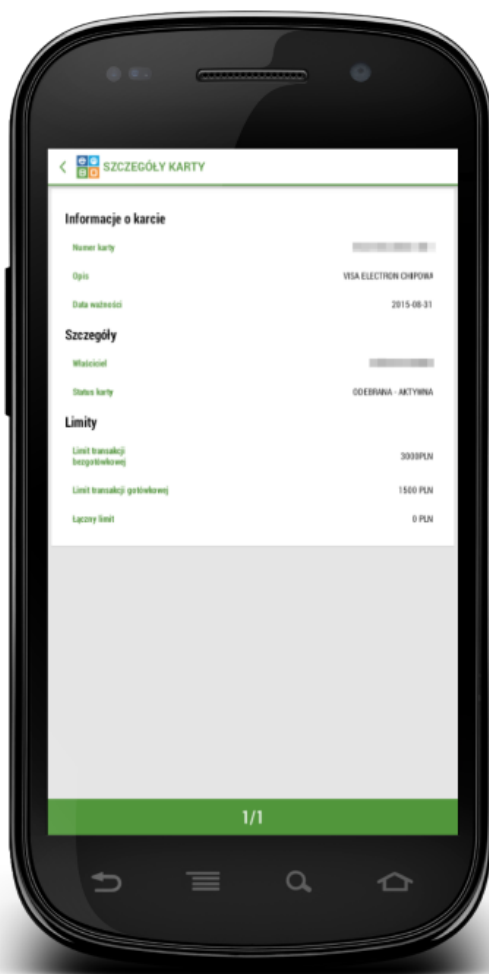 SZCZEGÓŁY KARTY
Informacje o karcie
Numer karty
Opis VISA ELECTRON CHIPOWA
Data ważności 2015-08-31
Szczegóły
Właściciel
Status karty ODEBRANA - AKTYWNA
Limity
Limit transakcji
bezgotówkowej 3000PLN
Limit transakcji gotówkowej 1500 PLN
Łączny limit 0 PLN
1/1